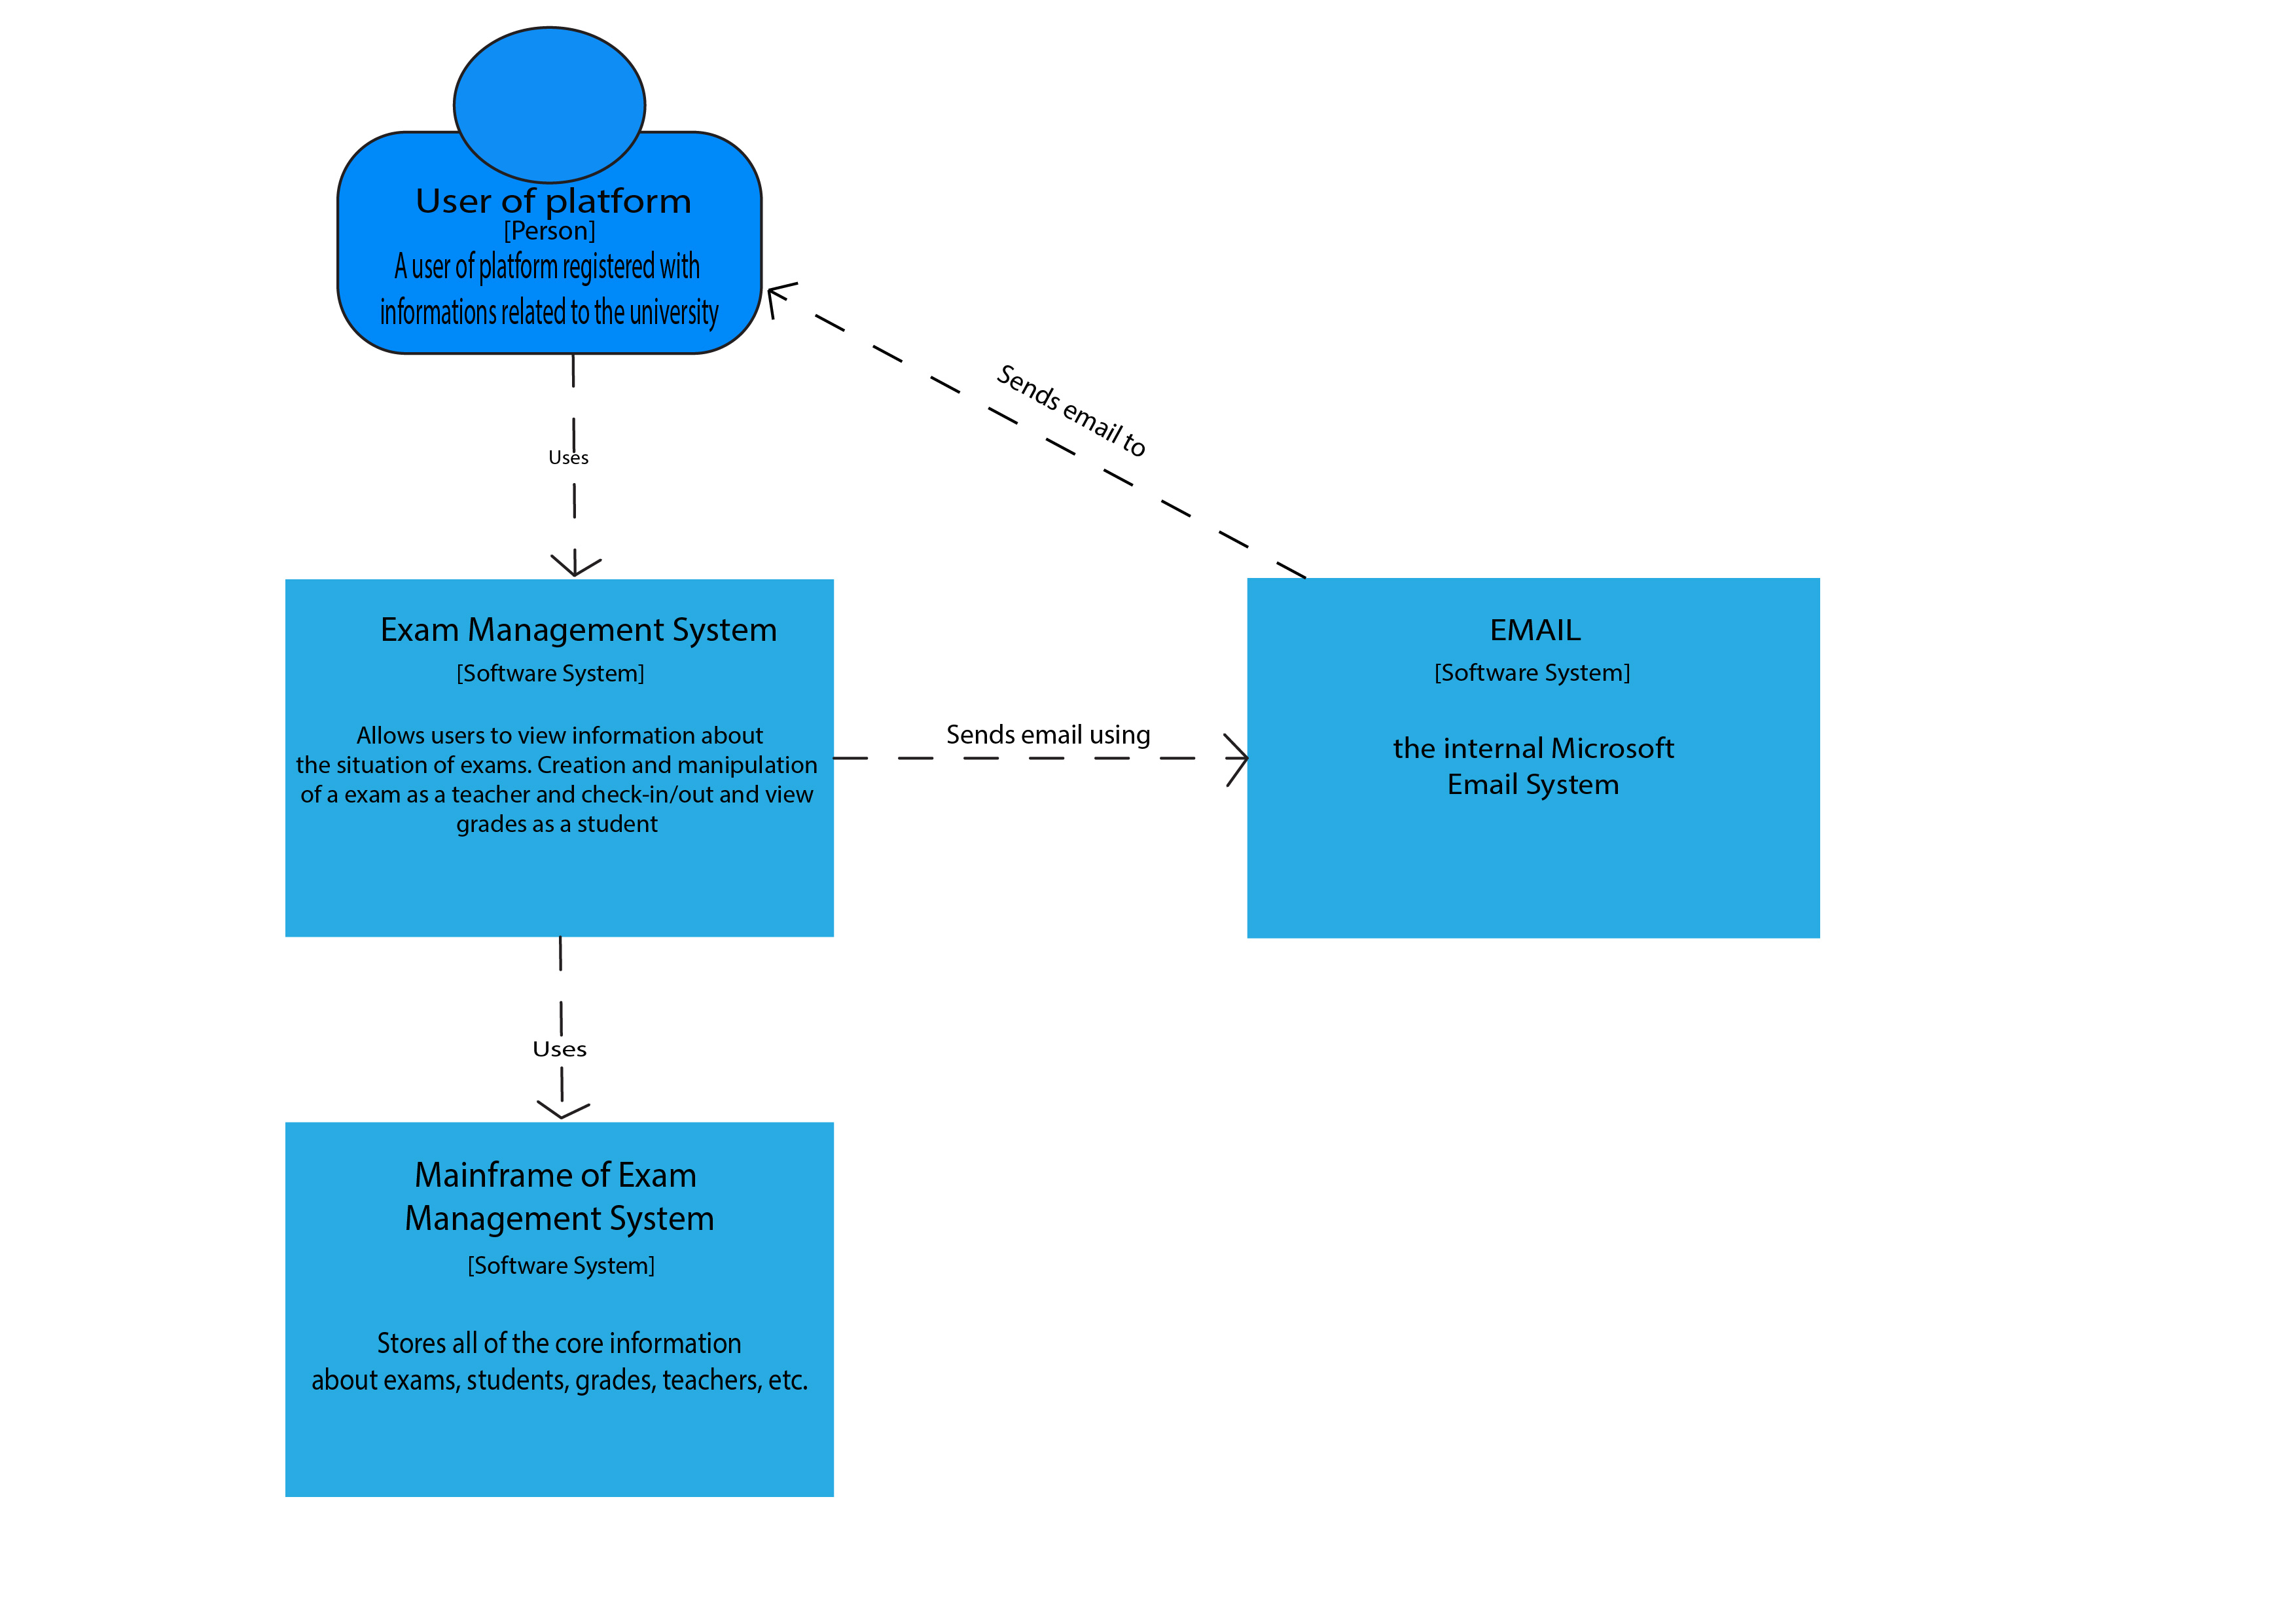 User of platform
[Person]
A user of platform registered with
informations related to the university
Sends email to
Uses
Exam Management System
[Software System]
Allows users to view information about
the situation of exams. Creation and manipulation
of a exam as a teacher and check-in/out and view
grades as a student
Sends email using
EMAIL
[Software System]
the internal Microsoft
Email System
Uses
Mainframe of Exam
Management System
[Software System]
Stores all of the core information
about exams, students, grades, teachers, etc.